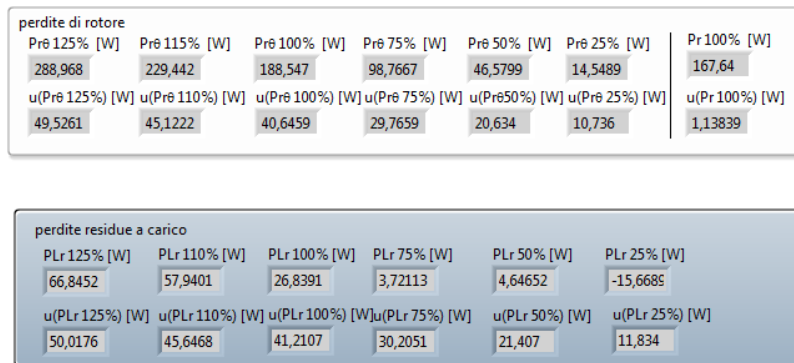 perdite di rotore
Prθ 125% [W] Prθ 115% [W] Prθ 100% [W] Prθ 75% [W] Prθ 50% [W] Prθ 25% [W] Pr 100% [W]
288,968 229,442 188,547 98,7667 46,5799 14,5489 167,64
u(Prθ 125%) [W] u(Prθ 110%) [W] u(Prθ 100%) [W] u(Prθ 75%) [W] u(Prθ50%) [W] u(Prθ 25%) [W] u(Pr 100%) [W]
49,5261 45,1222 40,6459 29,7659 20,634 10,736 1,13839
perdite residue a carico
PLr 125% [W] PLr 110% [W] PLr 100% [W] PLr 75% [W] PLr 50% [W] PLr 25% [W]
66,8452 57,9401 26,8391 3,72113 4,64652 -15,6689
u(PLr 125%) [W] u(PLr 110%) [W] u(PLr 100%) [W] u(PLr 75%) [W] u(PLr 50%) [W] u(PLr 25%) [W]
50,0176 45,6468 41,2107 30,2051 21,407 11,834